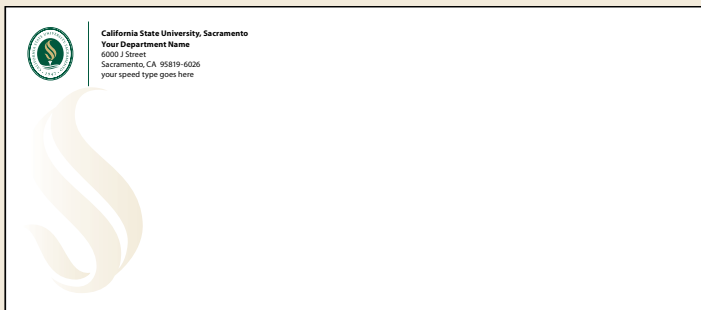 California State University, Sacramento
Your Department Name
6000 J Street
Sacramento, CA 95819-6026
your speed type goes here